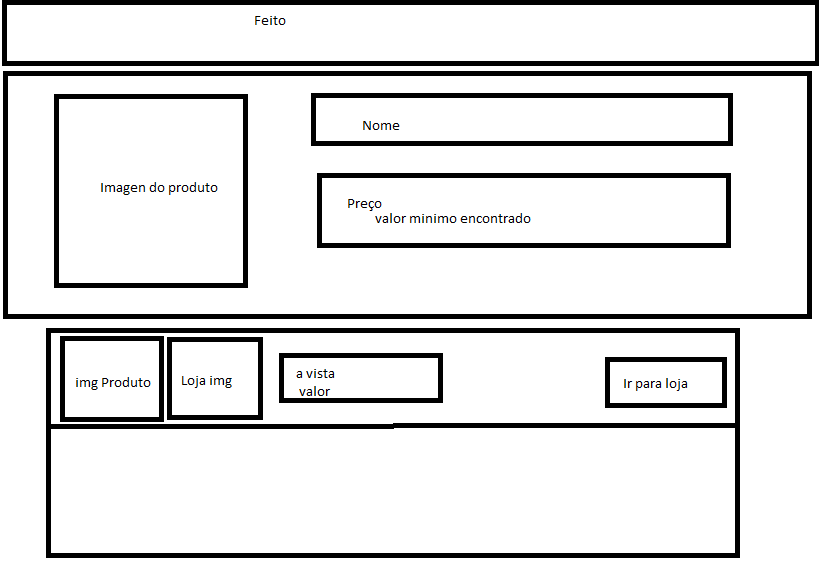 Feito
Nome
Imagen do produto
Preço
valor minimo encontrado
img Produto
Loja img
a vista
valor
Ir para loja